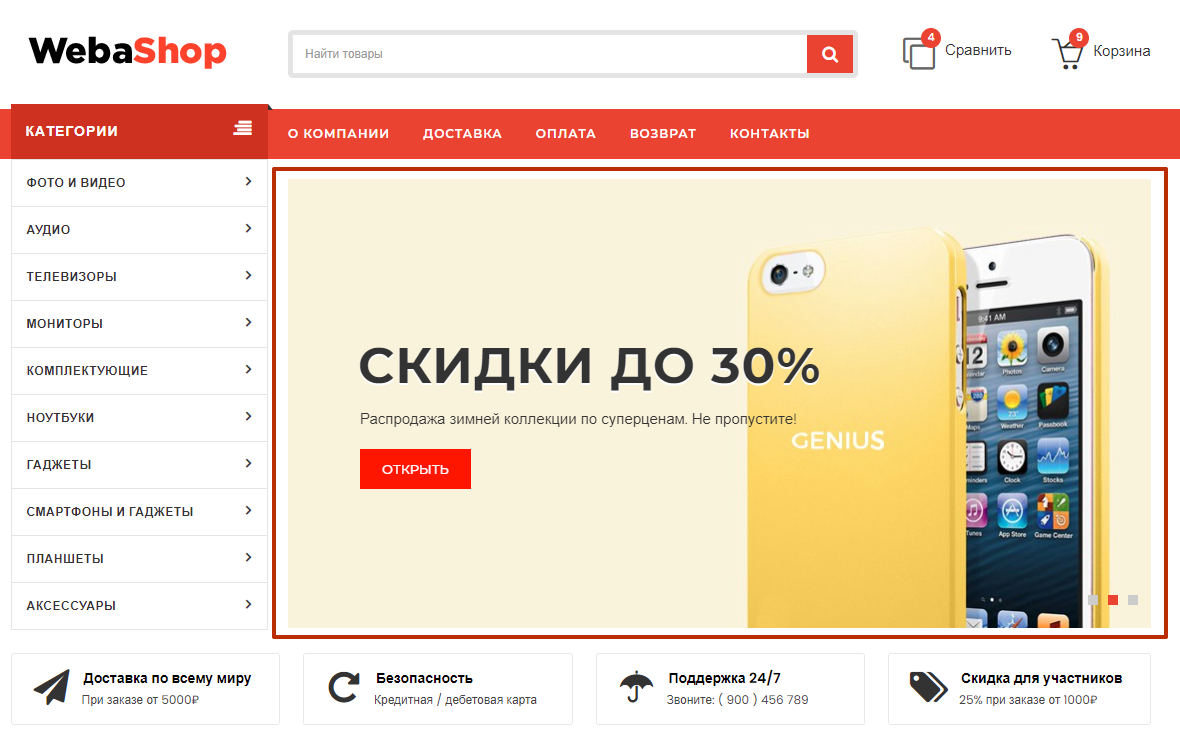 WebaShop
Найти товары
4
Сравнить
9
Корзина
КАТЕГОРИИ
О КОМПАНИИ
ДОСТАВКА
ОПЛАТА
ВОЗВРАТ
КОНТАКТЫ
ФОТО И ВИДЕО
АУДИО
ТЕЛЕВИЗОРЫ
МОНИТОРЫ
КОМПЛЕКТУЮЩИЕ
НОУТБУКИ
ГАДЖЕТЫ
СМАРТФОНЫ И ГАДЖЕТЫ
ПЛАНШЕТЫ
АКСЕССУАРЫ
СКИДКИ ДО 30%
Распродажа зимней коллекции по суперценам. Не пропустите!
ОТКРЫТЬ
GENIUS
9:41 AM
Photos
Camera
Weather
Passbook
Clock
Stocks
App Store
Game Center
Доставка по всему миру
При заказе от 5000₽
Безопасность
Кредитная / дебетовая карта
Поддержка 24/7
Звоните: ( 900 ) 456 789
Скидка для участников
25% при заказе от 1000₽